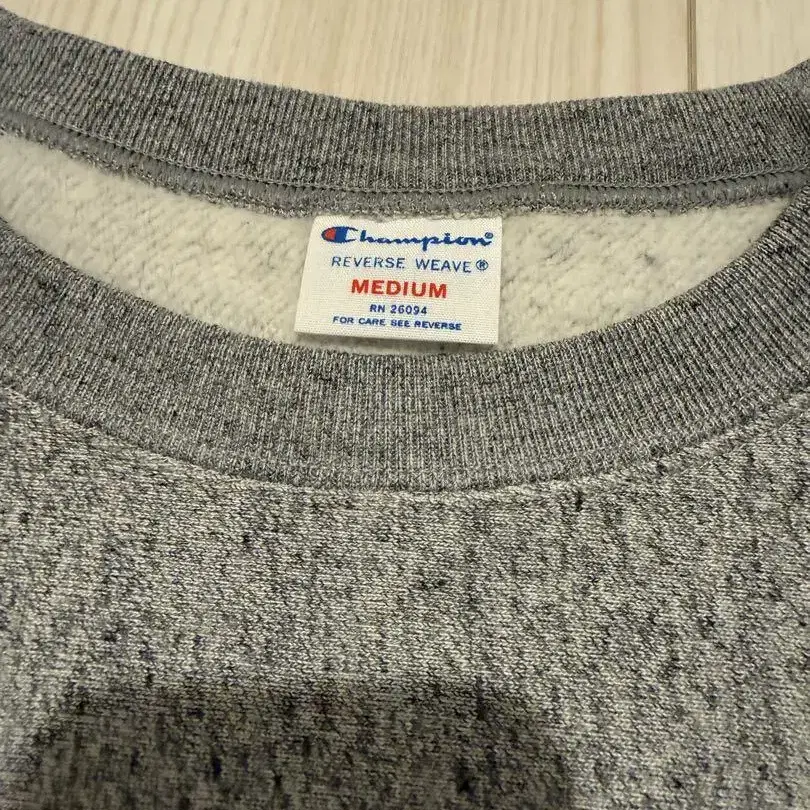 Champion®
REVERSE WEAVE®
MEDIUM
RN 26094
FOR CARE SEE REVERSE